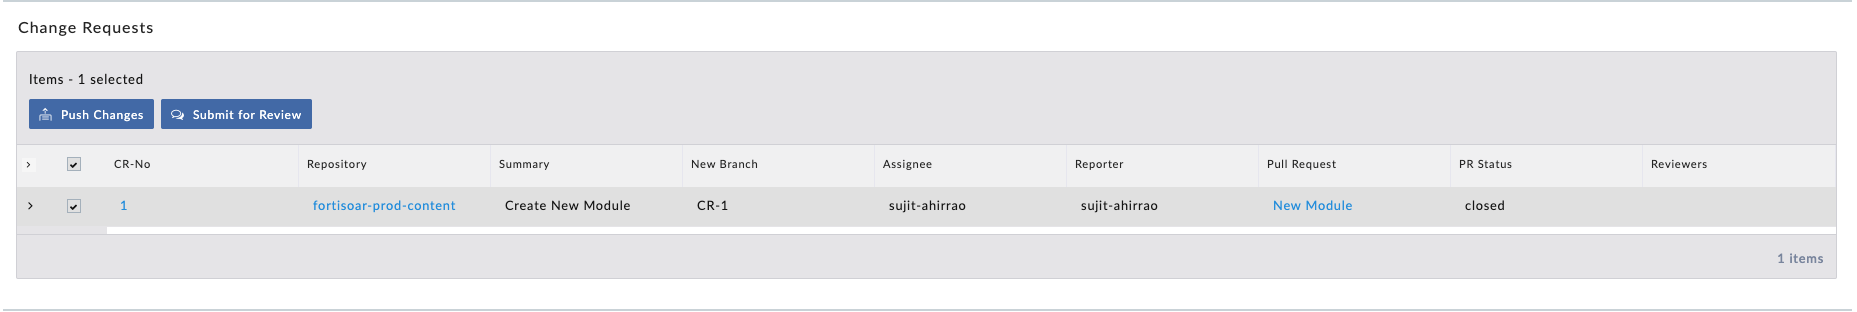 Change Requests
Items - 1 selected
Push Changes Submit for Review
CR-No Repository Summary New Branch Assignee Reporter Pull Request PR Status Reviewers
1 fortisoar-prod-content Create New Module CR-1 sujit-ahirrao sujit-ahirrao New Module closed
1 items